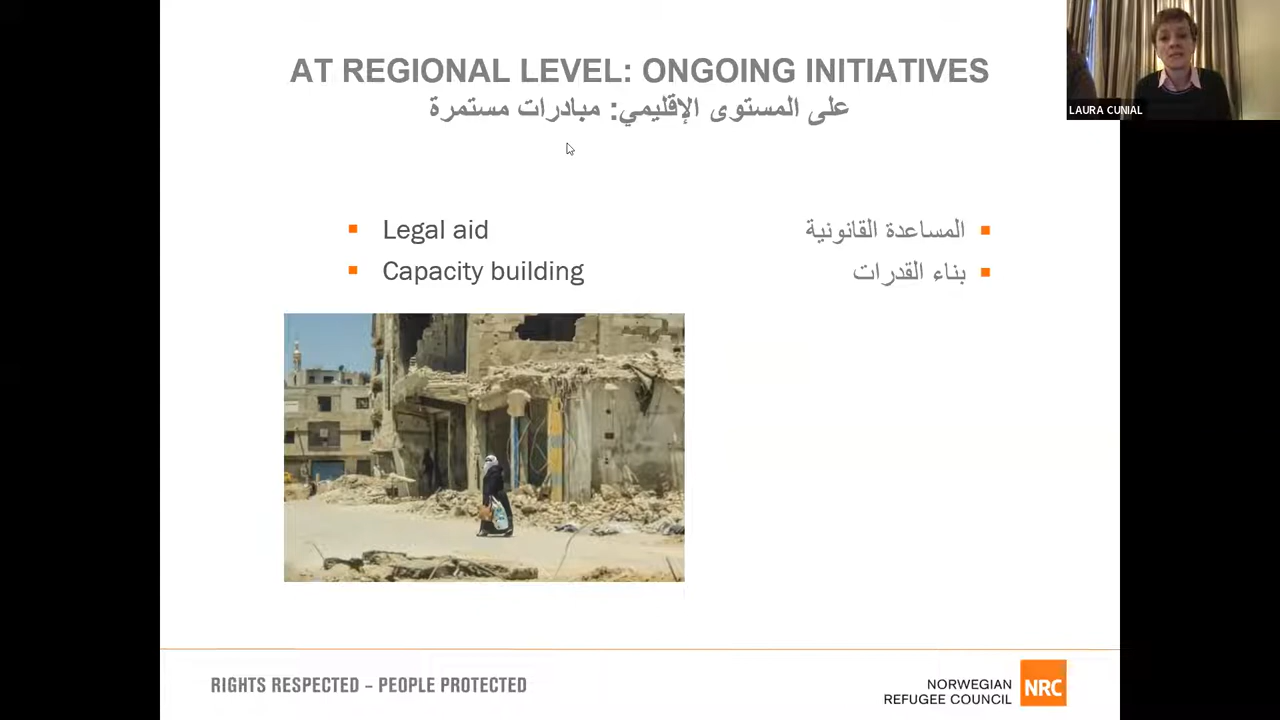 AT REGIONAL LEVEL: ONGOING INITIATIVES
على المستوى الإقليمي: مبادرات مستمرة
LAURA CUNIAL
Legal aid
Capacity building
المساعدة القانونية
بناء القدرات
RIGHTS RESPECTED – PEOPLE PROTECTED
NORWEGIAN
REFUGEE COUNCIL
NRC